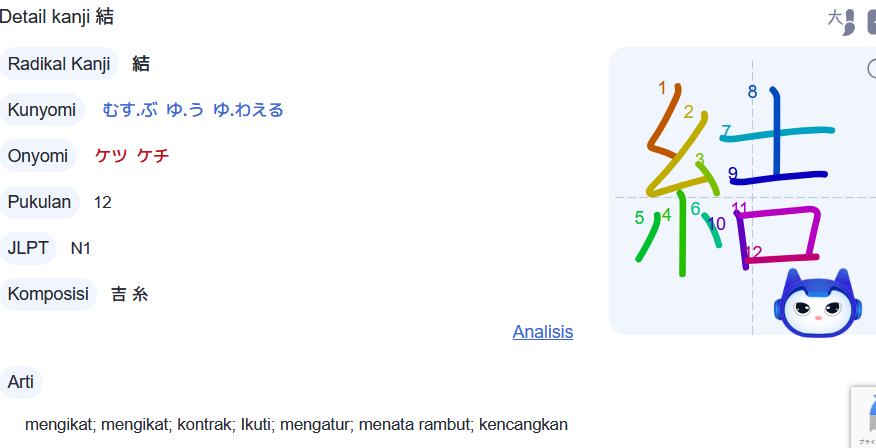 Detail kanji 結
大
Radikal Kanji 結
Kunyomi むす.ぶ ゆ.う ゆ.わえる
Onyomi ケツ ケチ
Pukulan 12
JLPT N1
Komposisi 吉 糸
1
2
8
7
3
9
5
4
6
10
11
12
Analisis
Arti
mengikat; mengikat; kontrak; Ikuti; mengatur; menata rambut; kencangkan